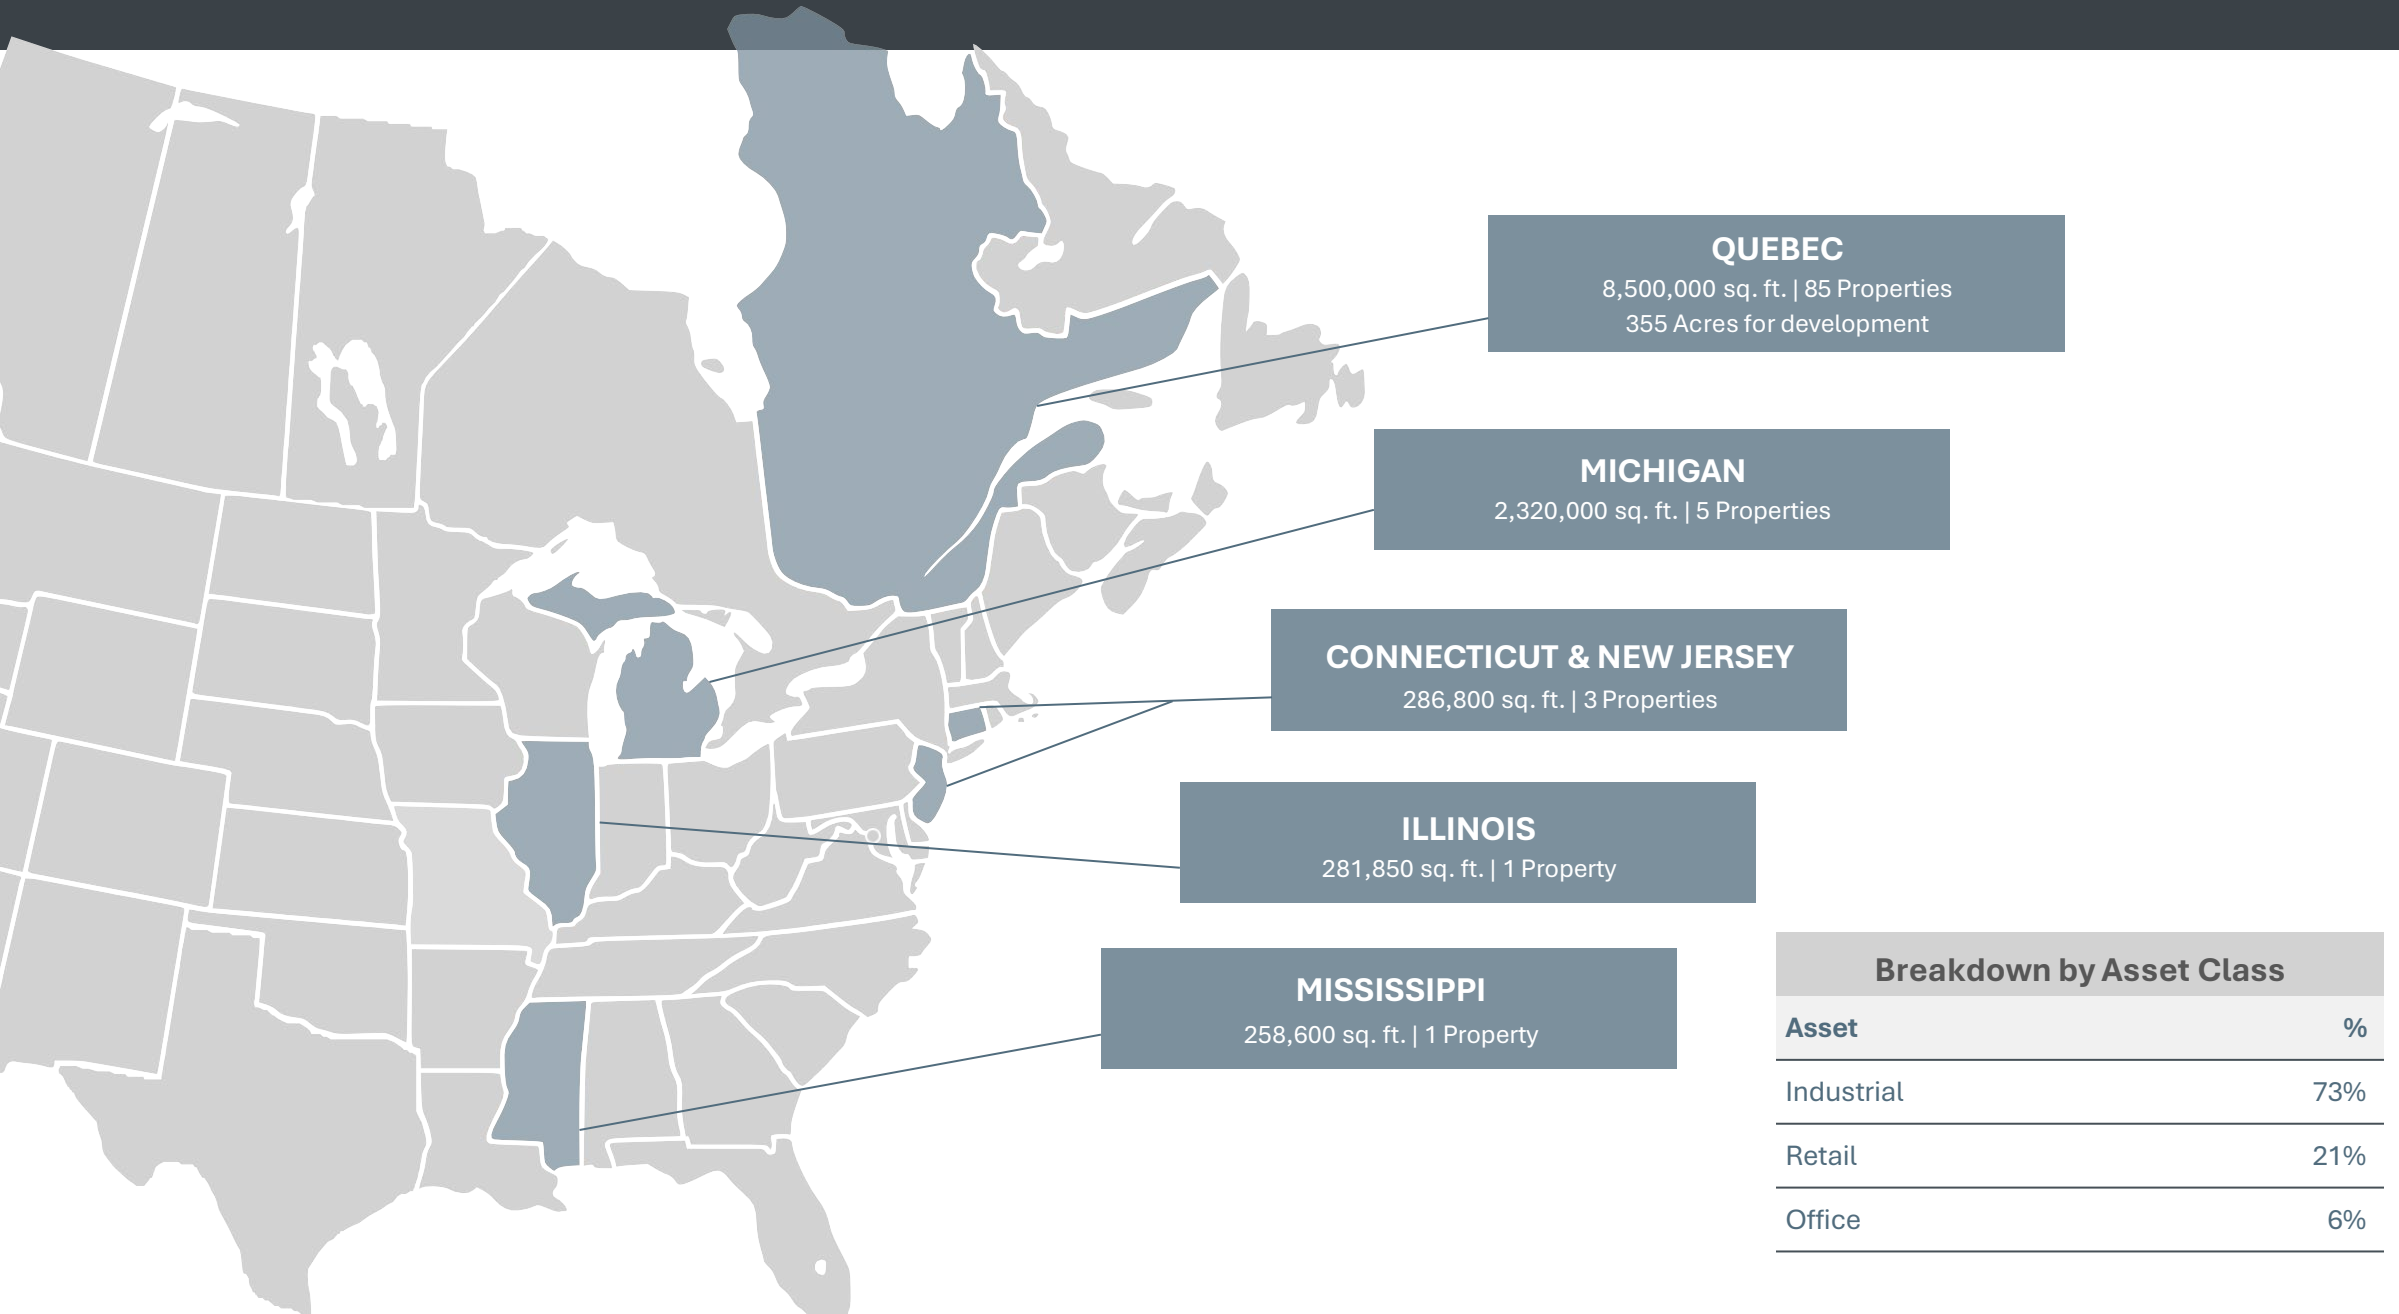 QUEBEC
8,500,000 sq. ft. | 85 Properties
355 Acres for development
MICHIGAN
2,320,000 sq. ft. | 5 Properties
CONNECTICUT & NEW JERSEY
286,800 sq. ft. | 3 Properties
ILLINOIS
281,850 sq. ft. | 1 Property
MISSISSIPPI
258,600 sq. ft. | 1 Property
Breakdown by Asset Class
Asset %
Industrial 73%
Retail 21%
Office 6%